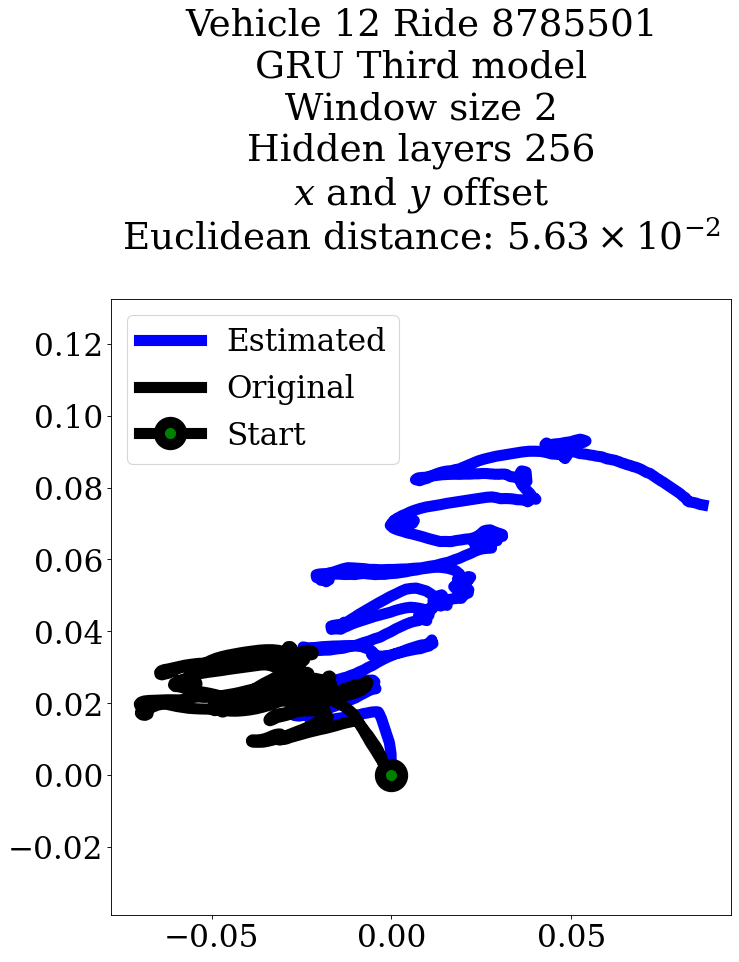 Vehicle 12 Ride 8785501
GRU Third model
Window size 2
Hidden layers 256
x and y offset
Euclidean distance: 5.63 × 10⁻²
Estimated
Original
Start
0.12
0.10
0.08
0.06
0.04
0.02
0.00
−0.02
−0.05
0.00
0.05